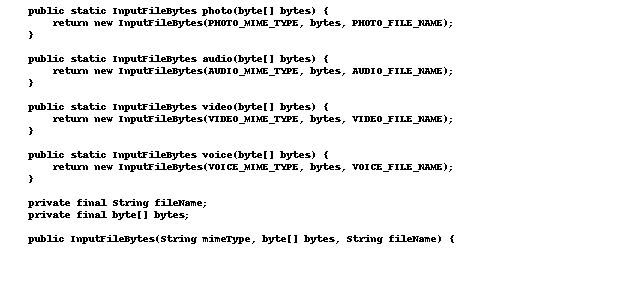 public static InputFileBytes photo(byte[] bytes) {
    return new InputFileBytes(PHOTO_MIME_TYPE, bytes, PHOTO_FILE_NAME);
}

public static InputFileBytes audio(byte[] bytes) {
    return new InputFileBytes(AUDIO_MIME_TYPE, bytes, AUDIO_FILE_NAME);
}

public static InputFileBytes video(byte[] bytes) {
    return new InputFileBytes(VIDEO_MIME_TYPE, bytes, VIDEO_FILE_NAME);
}

public static InputFileBytes voice(byte[] bytes) {
    return new InputFileBytes(VOICE_MIME_TYPE, bytes, VOICE_FILE_NAME);
}

private final String fileName;
private final byte[] bytes;

public InputFileBytes(String mimeType, byte[] bytes, String fileName) {